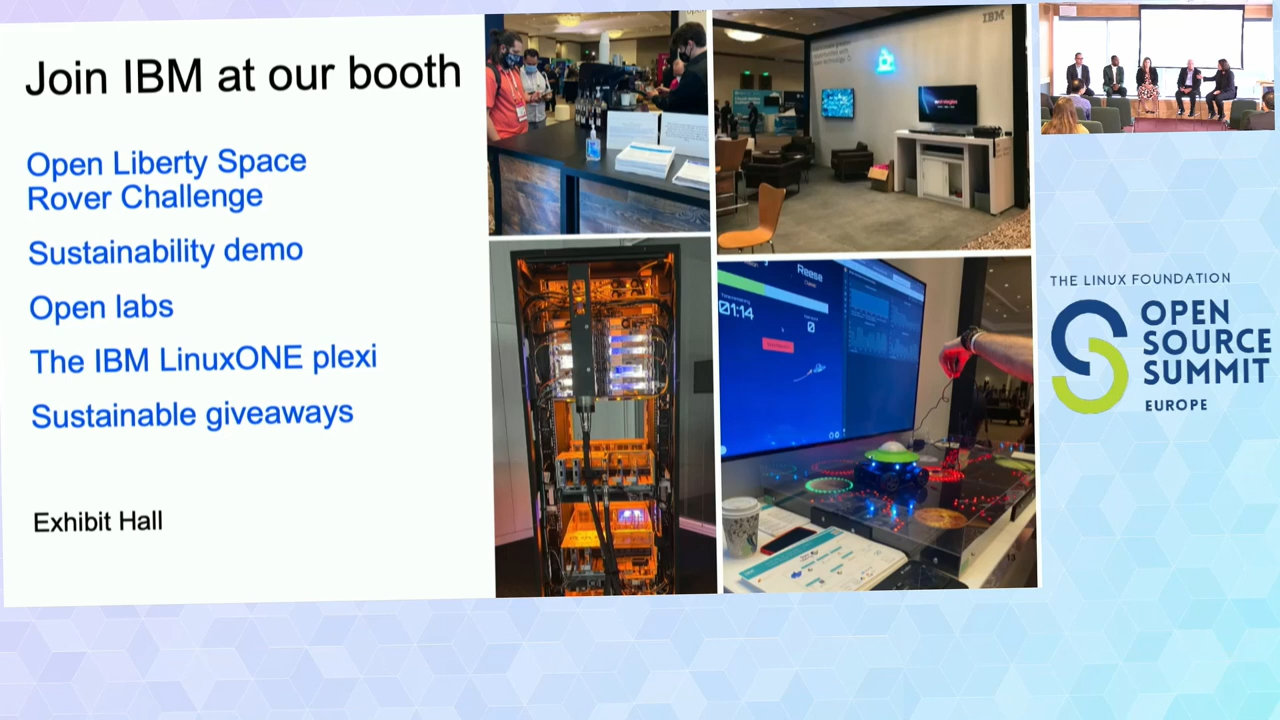 Join IBM at our booth
Open Liberty Space
Rover Challenge
Sustainability demo
Open labs
The IBM LinuxONE plexi
Sustainable giveaways
Exhibit Hall
IBM
Reese
01:14
0
13
THE LINUX FOUNDATION
OPEN
SOURCE
SUMMIT
EUROPE